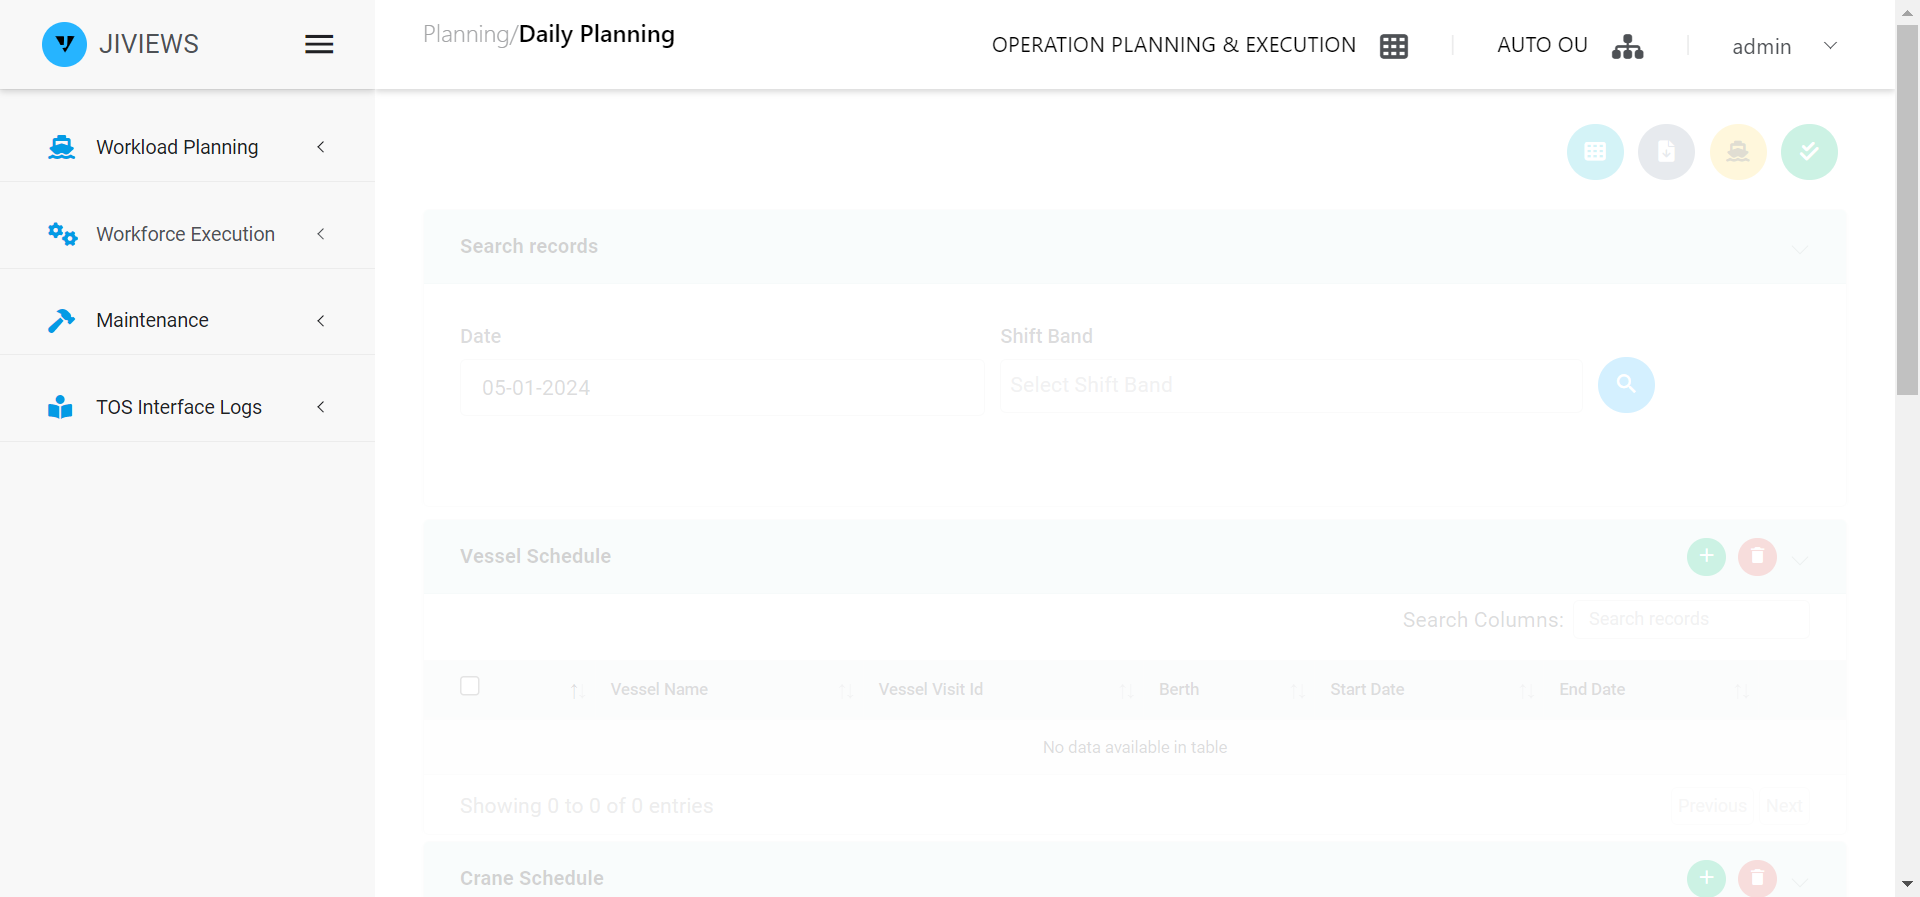 JIVIEWS
Planning/Daily Planning
OPERATION PLANNING & EXECUTION
AUTO OU
admin
Workload Planning
Workforce Execution
Maintenance
TOS Interface Logs
Search records
Date
Shift Band
05-01-2024
Select Shift Band
Vessel Schedule
Search Columns: Search records
Vessel Name Vessel Visit Id Berth Start Date End Date
No data available in table
Showing 0 to 0 of 0 entries
Previous Next
Crane Schedule